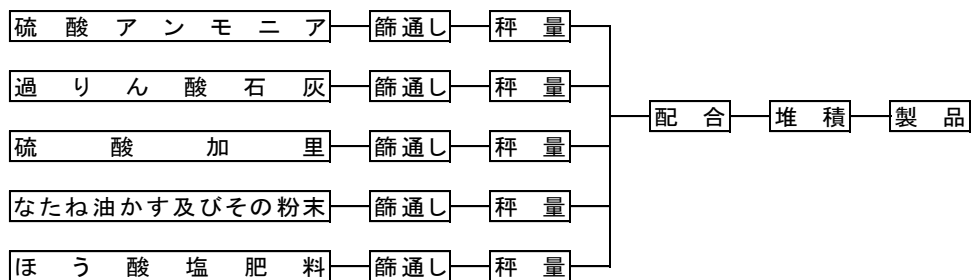 硫酸アンモニア 篩通し 秤量
過りん酸石灰 篩通し 秤量
配合 堆積 製品
硫酸加里 篩通し 秤量
なたね油かす及びその粉末 篩通し 秤量
ほう酸塩肥料 篩通し 秤量